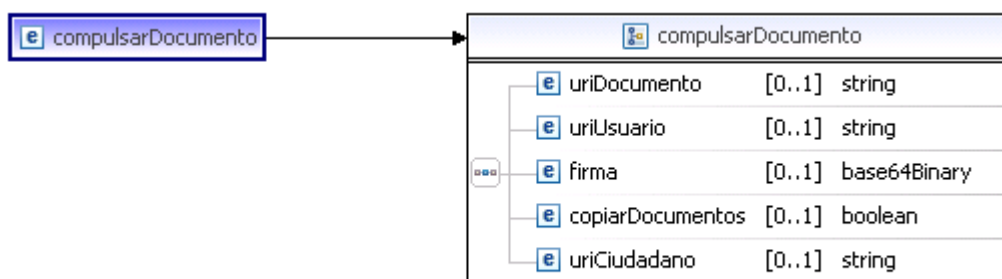 compulsarDocumento
compulsarDocumento
uriDocumento [0..1] string
uriUsuario [0..1] string
firma [0..1] base64Binary
copiarDocumentos [0..1] boolean
uriCiudadano [0..1] string